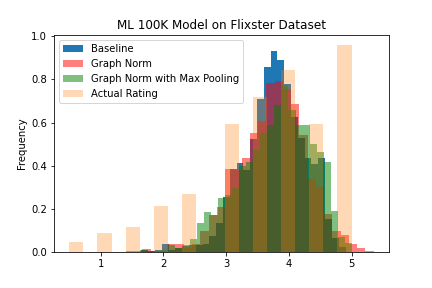 ML 100K Model on Flixster Dataset
Baseline
Graph Norm
Graph Norm with Max Pooling
Actual Rating
Frequency
1.0
0.8
0.6
0.4
0.2
0.0
1 2 3 4 5